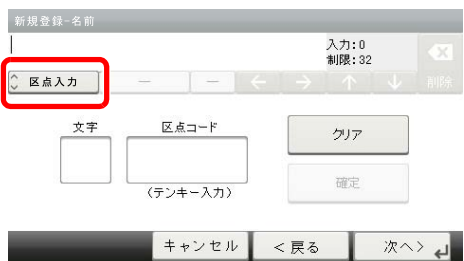 新規登録-名前
入力:0
制限:32
区点入力 ー ー ← → ↑ ↓ 削除
文字 区点コード
クリア
(テンキー入力)
確定
キャンセル < 戻る 次へ >